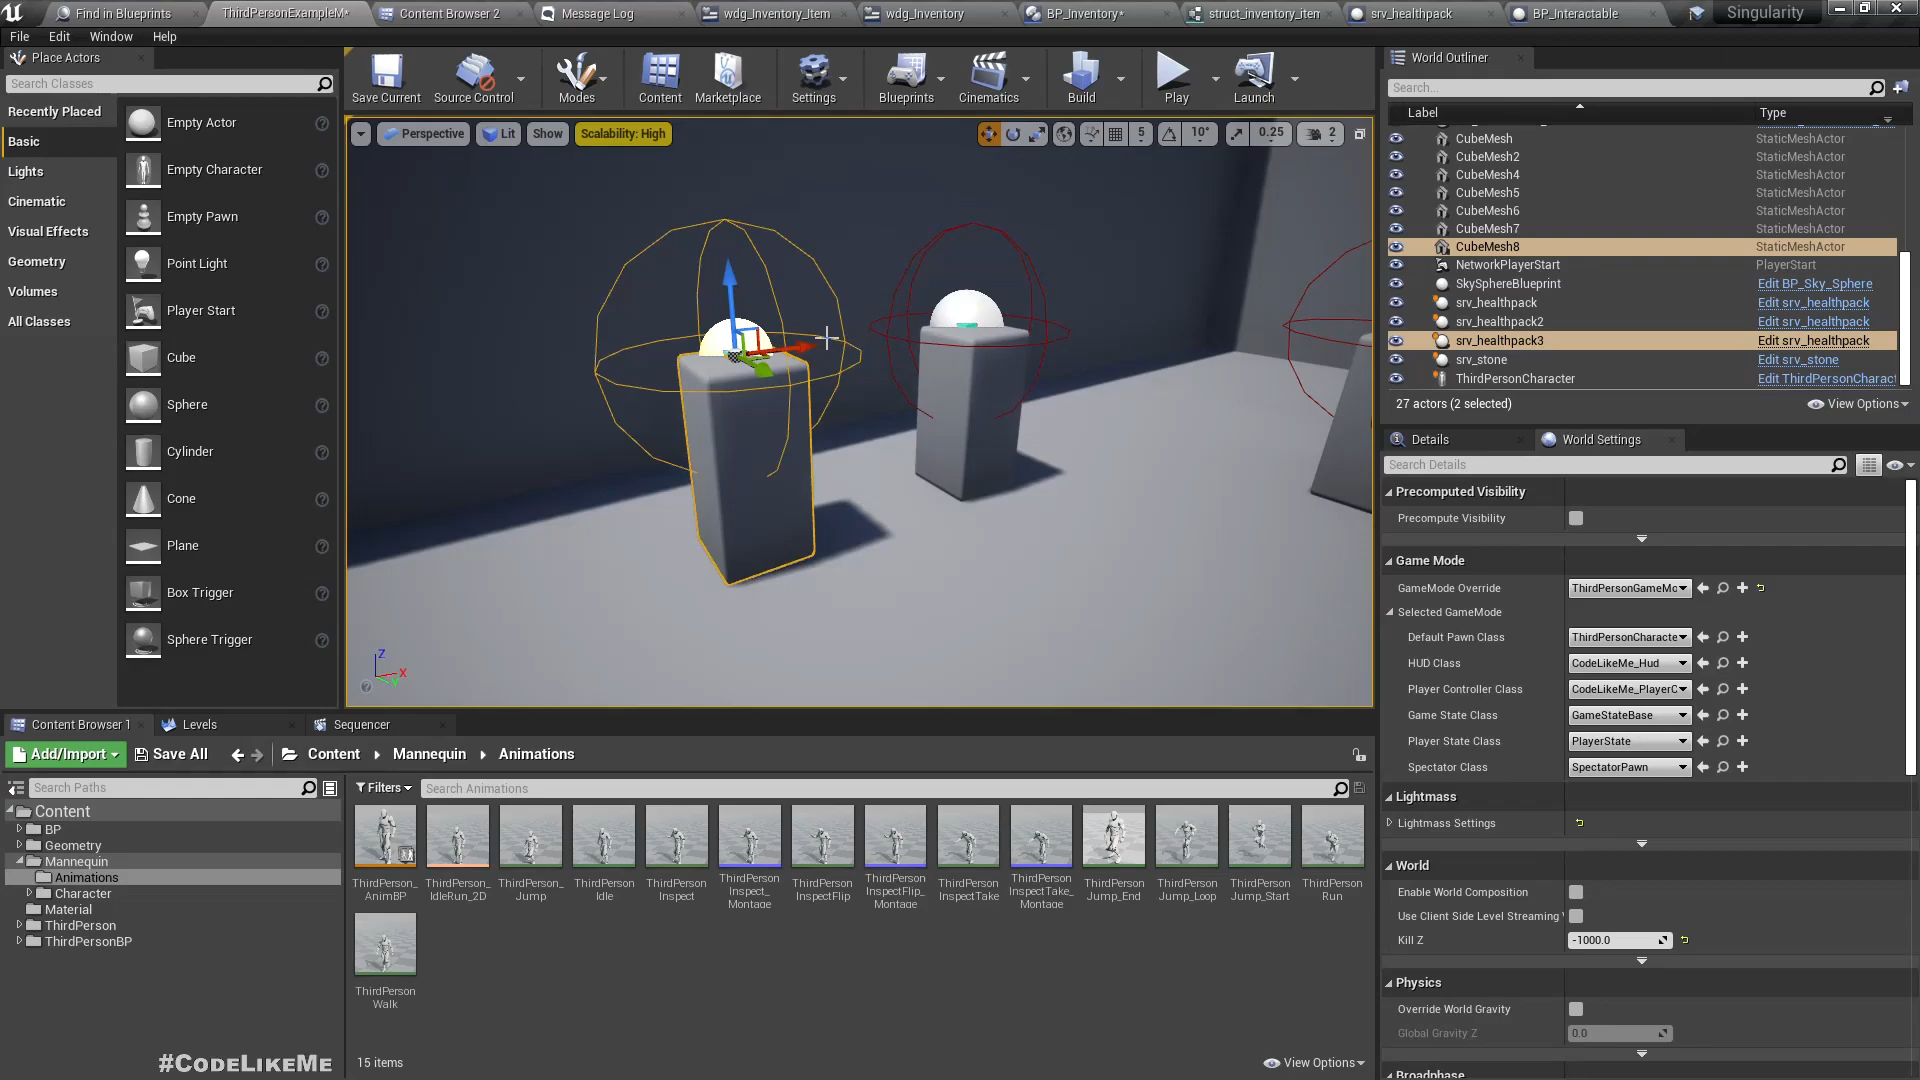 Find in Blueprints
ThirdPersonExampleM*
Content Browser 2
Message Log
wdg_Inventory_Item
wdg_Inventory
BP_Inventory*
struct_inventory_item
srv_healthpack
BP_Interactable
Singularity
File
Edit
Window
Help
Place Actors
Search Classes
Recently Placed
Basic
Lights
Cinematic
Visual Effects
Geometry
Volumes
All Classes
Empty Actor
Empty Character
Empty Pawn
Point Light
Player Start
Cube
Sphere
Cylinder
Cone
Plane
Box Trigger
Sphere Trigger
Save Current
Source Control
Modes
Content
Marketplace
Settings
Blueprints
Cinematics
Build
Play
Launch
Perspective
Lit
Show
Scalability: High
5
10°
0.25
2
Z
X
World Outliner
Search...
Label
Type
CubeMesh StaticMeshActor
CubeMesh2 StaticMeshActor
CubeMesh4 StaticMeshActor
CubeMesh5 StaticMeshActor
CubeMesh6 StaticMeshActor
CubeMesh7 StaticMeshActor
CubeMesh8 StaticMeshActor
NetworkPlayerStart PlayerStart
SkySphereBlueprint Edit BP_Sky_Sphere
srv_healthpack Edit srv_healthpack
srv_healthpack2 Edit srv_healthpack
srv_healthpack3 Edit srv_healthpack
srv_stone Edit srv_stone
ThirdPersonCharacter Edit ThirdPersonCharact
27 actors (2 selected)
View Options
Details
World Settings
Search Details
Precomputed Visibility
Precompute Visibility
Game Mode
GameMode Override ThirdPersonGameMo
Selected GameMode
Default Pawn Class ThirdPersonCharacte
HUD Class CodeLikeMe_Hud
Player Controller Class CodeLikeMe_PlayerC
Game State Class GameStateBase
Player State Class PlayerState
Spectator Class SpectatorPawn
Lightmass
Lightmass Settings
World
Enable World Composition
Use Client Side Level Streaming
Kill Z -1000.0
Physics
Override World Gravity
Global Gravity Z 0.0
Broadphase
Content Browser 1
Levels
Sequencer
Add/Import
Save All
Content
Mannequin
Animations
Search Paths
Filters
Search Animations
Content
BP
Geometry
Mannequin
Animations
Character
Material
ThirdPerson
ThirdPersonBP
ThirdPerson_
AnimBP
ThirdPerson_
IdleRun_2D
ThirdPerson_
Jump
ThirdPerson
Idle
ThirdPerson
Inspect
ThirdPerson
Inspect_
Montage
ThirdPerson
InspectFlip
ThirdPerson
InspectFlip_
Montage
ThirdPerson
InspectTake
ThirdPerson
InspectTake_
Montage
ThirdPerson
Jump_End
ThirdPerson
Jump_Loop
ThirdPerson
Jump_Start
ThirdPerson
Run
ThirdPerson
Walk
15 items
View Options
#CodeLikeMe